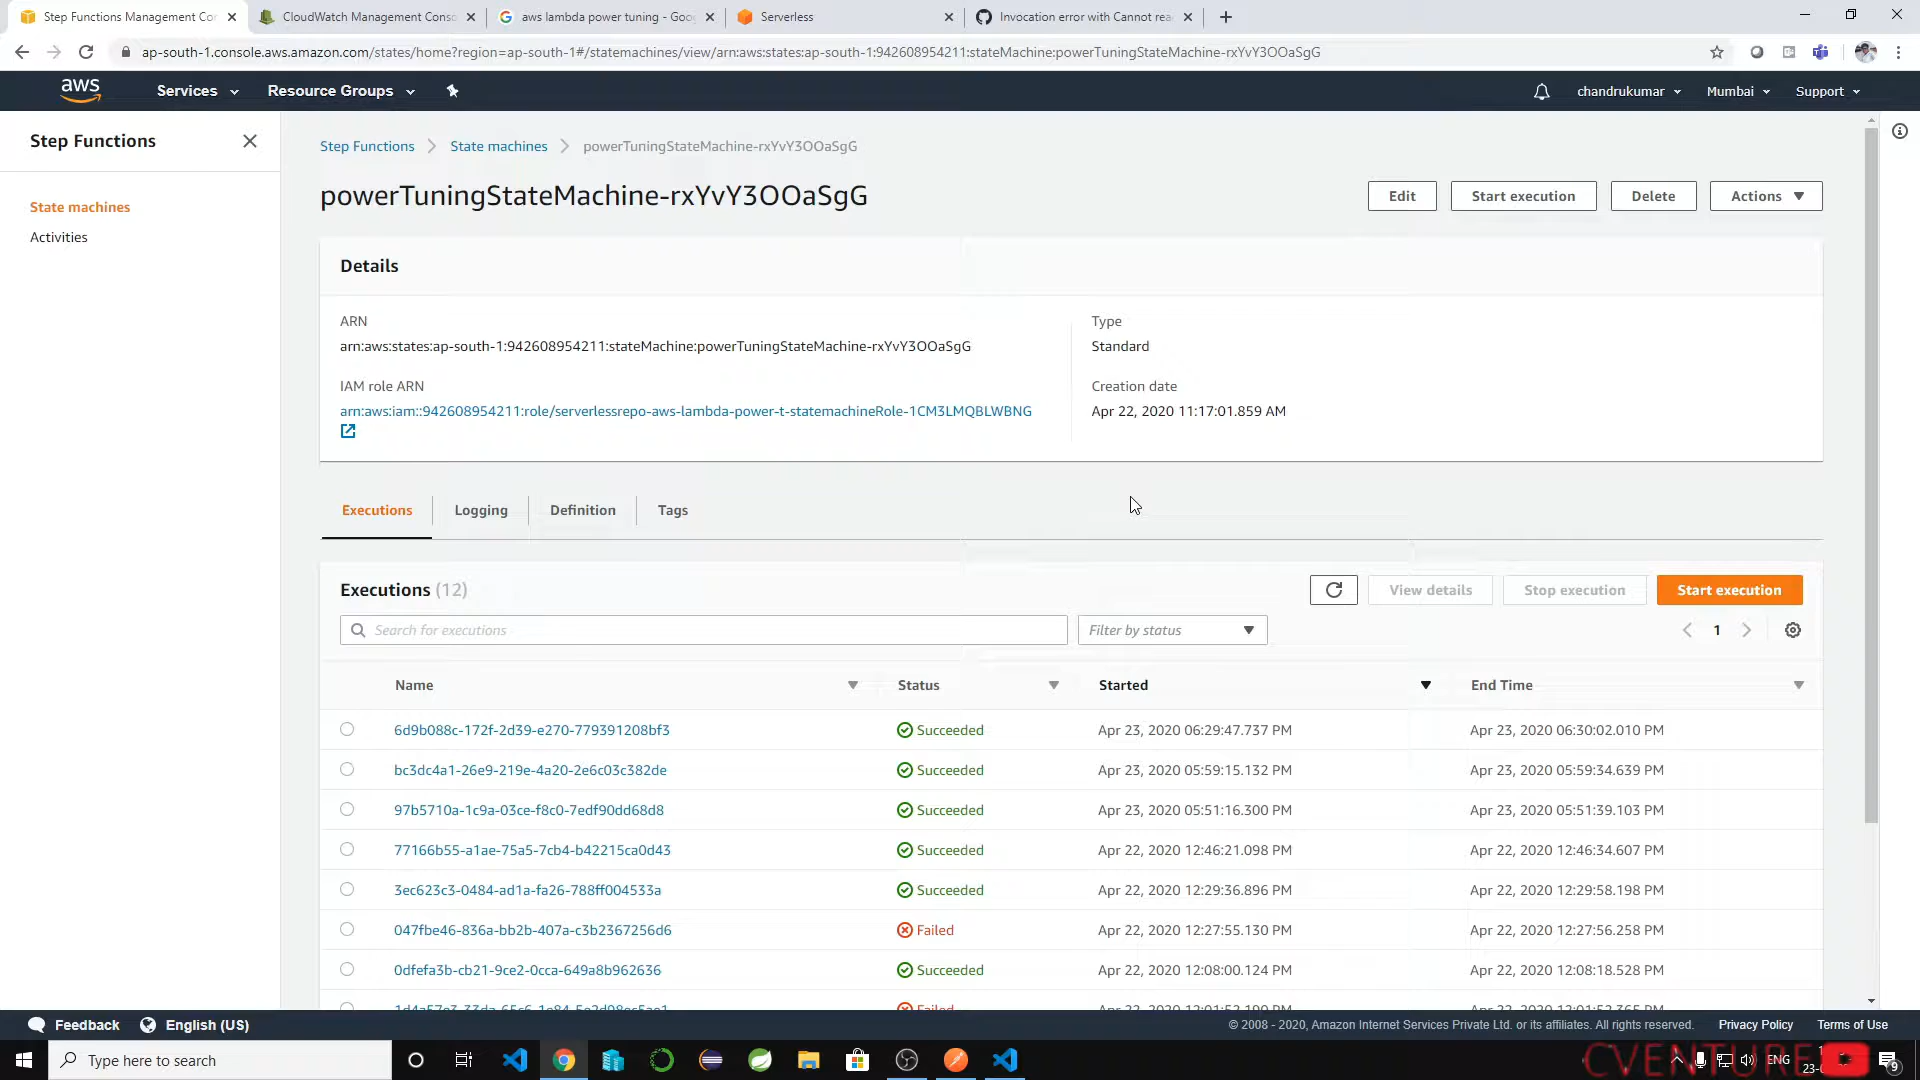 Step Functions Management Co
CloudWatch Management Conso
aws lambda power tuning - Goo
Serverless
Invocation error with Cannot rea
ap-south-1.console.aws.amazon.com/states/home?region=ap-south-1#/statemachines/view/arn:aws:states:ap-south-1:942608954211:stateMachine:powerTuningStateMachine-rxYvY3OOaSgG
aws
Services
Resource Groups
chandrukumar
Mumbai
Support
Step Functions
State machines
Activities
Step Functions
State machines
powerTuningStateMachine-rxYvY3OOaSgG
powerTuningStateMachine-rxYvY3OOaSgG
Edit
Start execution
Delete
Actions
Details
ARN
arn:aws:states:ap-south-1:942608954211:stateMachine:powerTuningStateMachine-rxYvY3OOaSgG
Type
Standard
IAM role ARN
arn:aws:iam::942608954211:role/serverlessrepo-aws-lambda-power-t-statemachineRole-1CM3LMQBLWBNG
Creation date
Apr 22, 2020 11:17:01.859 AM
Executions
Logging
Definition
Tags
Executions (12)
View details
Stop execution
Start execution
Search for executions
Filter by status
1
Name Status Started End Time
6d9b088c-172f-2d39-e270-779391208bf3 Succeeded Apr 23, 2020 06:29:47.737 PM Apr 23, 2020 06:30:02.010 PM
bc3dc4a1-26e9-219e-4a20-2e6c03c382de Succeeded Apr 23, 2020 05:59:15.132 PM Apr 23, 2020 05:59:34.639 PM
97b5710a-1c9a-03ce-f8c0-7edf90dd68d8 Succeeded Apr 23, 2020 05:51:16.300 PM Apr 23, 2020 05:51:39.103 PM
77166b55-a1ae-75a5-7cb4-b42215ca0d43 Succeeded Apr 22, 2020 12:46:21.098 PM Apr 22, 2020 12:46:34.607 PM
3ec623c3-0484-ad1a-fa26-788ff004533a Succeeded Apr 22, 2020 12:29:36.896 PM Apr 22, 2020 12:29:58.198 PM
047fbe46-836a-bb2b-407a-c3b2367256d6 Failed Apr 22, 2020 12:27:55.130 PM Apr 22, 2020 12:27:56.258 PM
0dfefa3b-cb21-9ce2-0cca-649a8b962636 Succeeded Apr 22, 2020 12:08:00.124 PM Apr 22, 2020 12:08:18.528 PM
Feedback
English (US)
© 2008 - 2020, Amazon Internet Services Private Ltd. or its affiliates. All rights reserved.
Privacy Policy
Terms of Use
Type here to search
CVENTURE
ENG
9